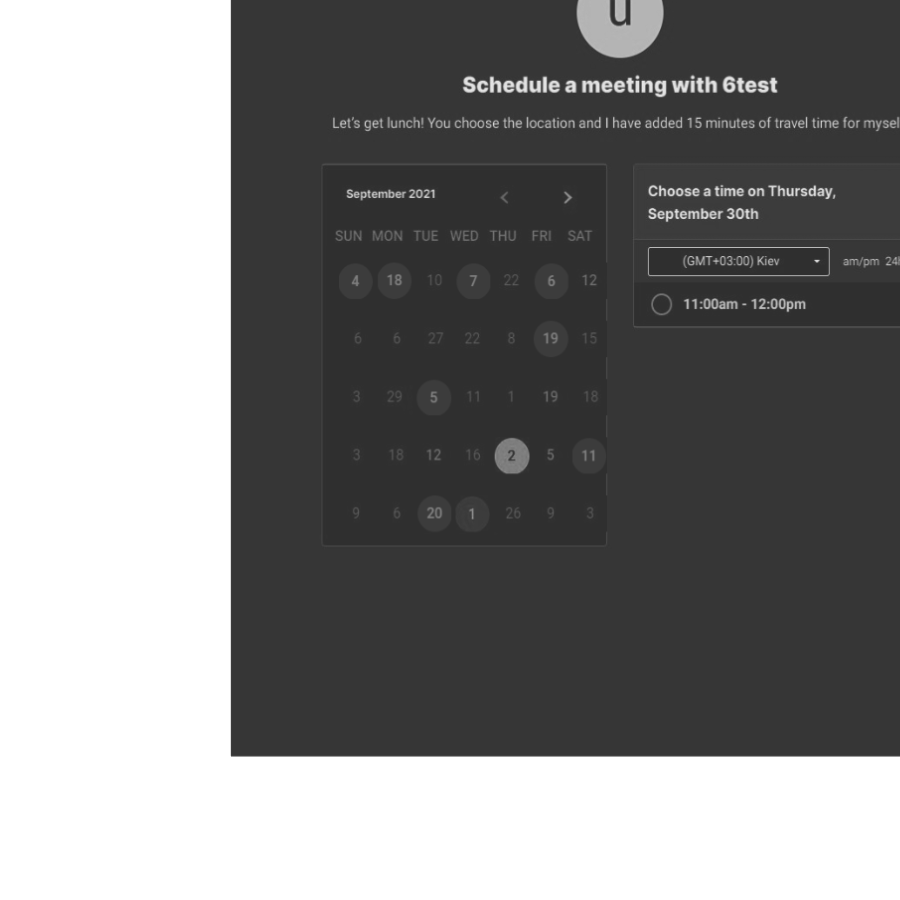 u
Schedule a meeting with 6test
Let's get lunch! You choose the location and I have added 15 minutes of travel time for mysel
September 2021
SUN MON TUE WED THU FRI SAT
4 18 10 7 22 6 12
6 6 27 22 8 19 15
3 29 5 11 1 19 18
3 18 12 16 2 5 11
9 6 20 1 26 9 3
Choose a time on Thursday,
September 30th
(GMT+03:00) Kiev am/pm 24h
11:00am - 12:00pm